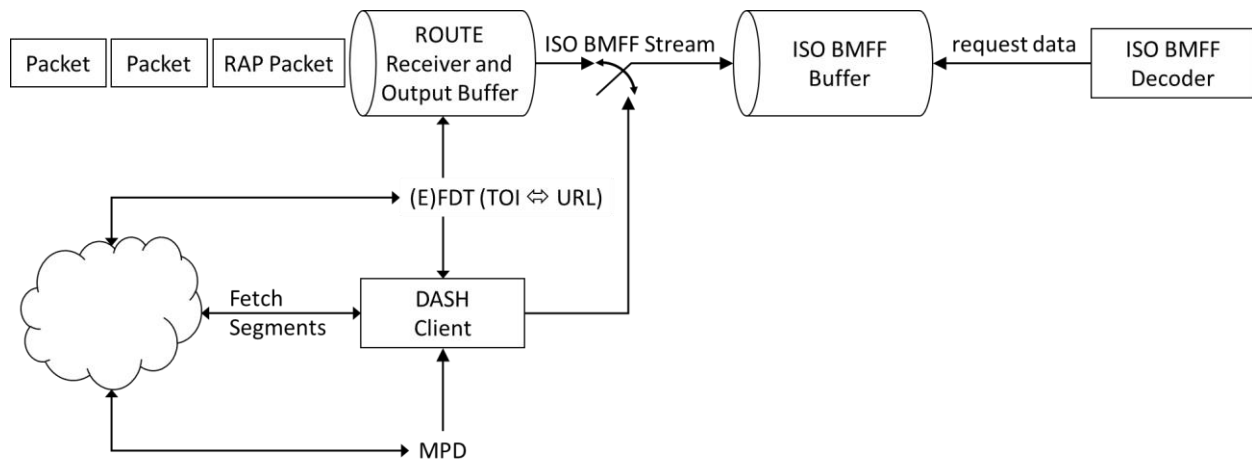 Packet
Packet
RAP Packet
ROUTE
Receiver and
Output Buffer
ISO BMFF Stream
ISO BMFF
Buffer
request data
ISO BMFF
Decoder
(E)FDT (TOI ⇔ URL)
Fetch
Segments
DASH
Client
MPD